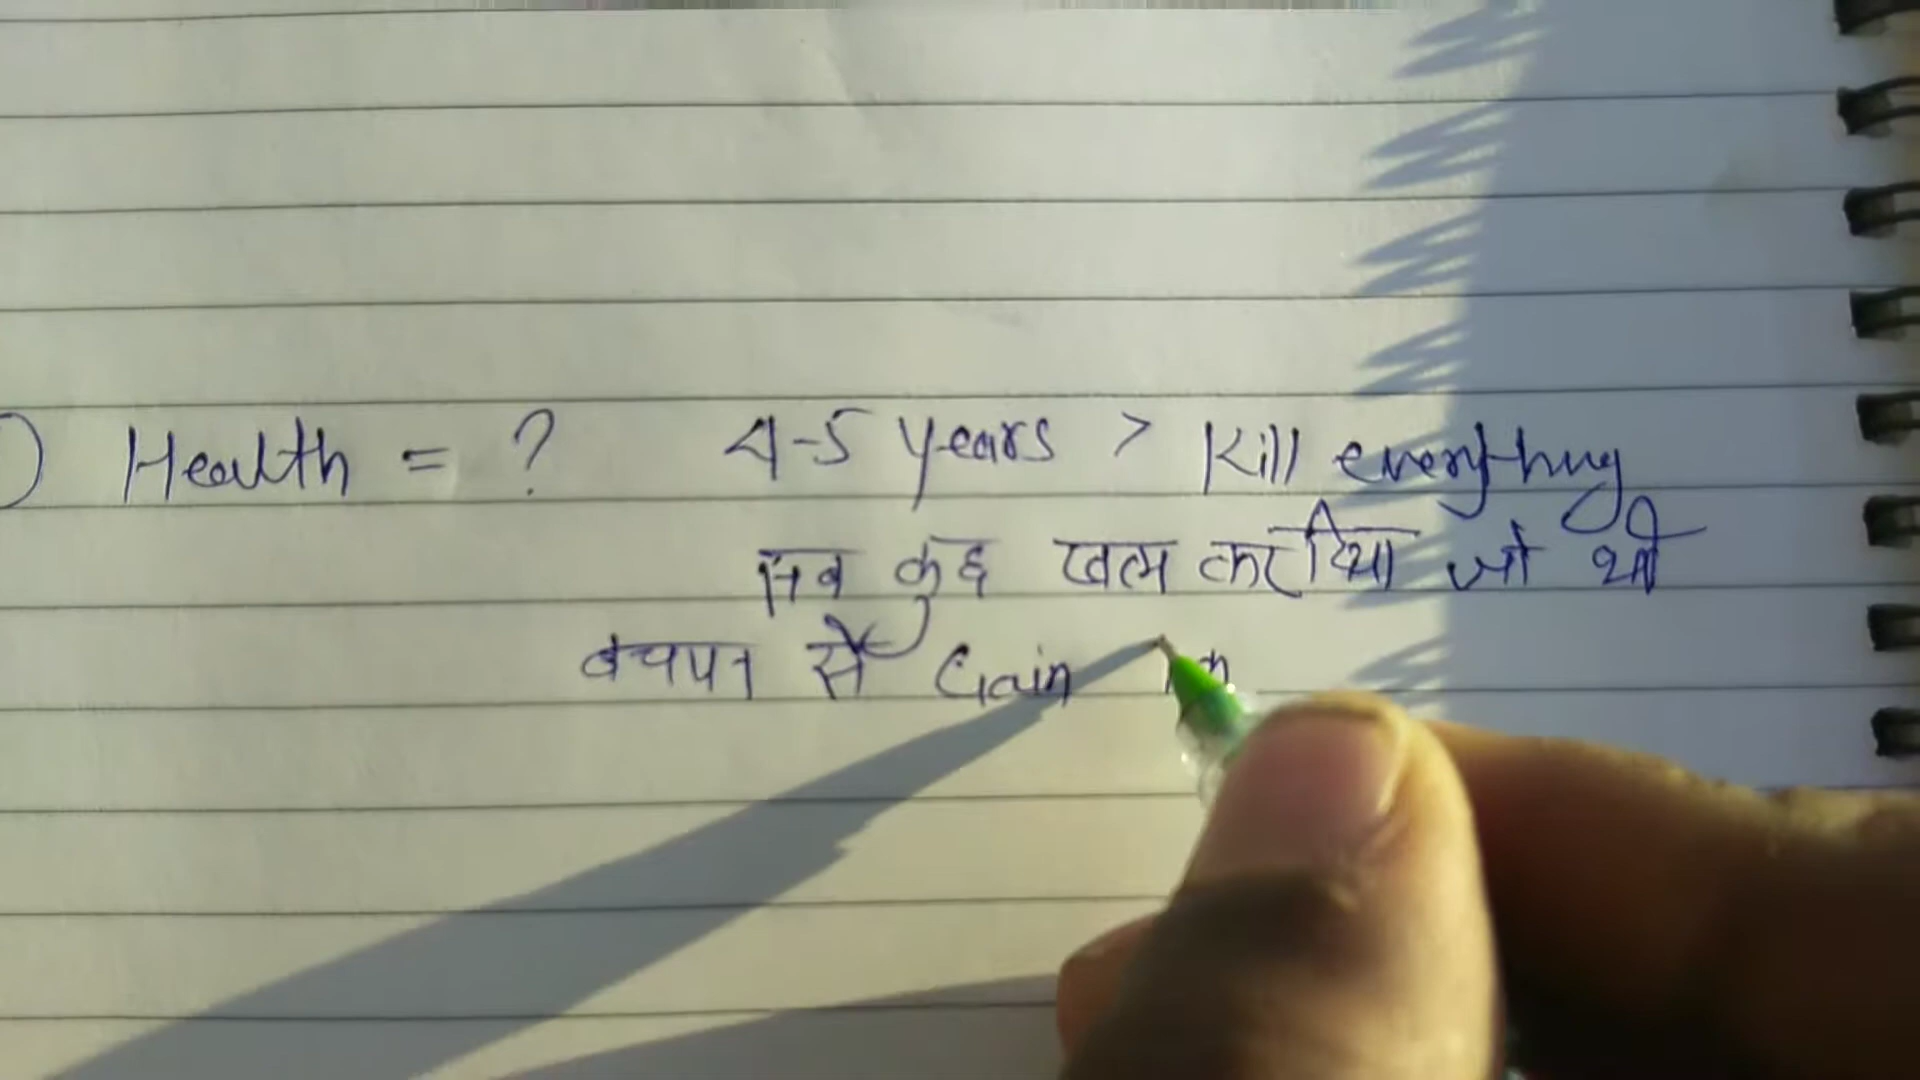 ) Health = ? 4-5 years > Kill everything
सब कुछ खत्म कर दिया जो भी
बचपन से Gain